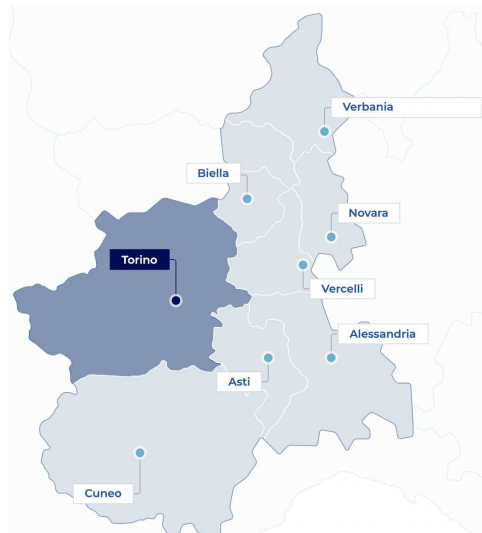 Verbania
Biella
Novara
Torino
Vercelli
Alessandria
Asti
Cuneo